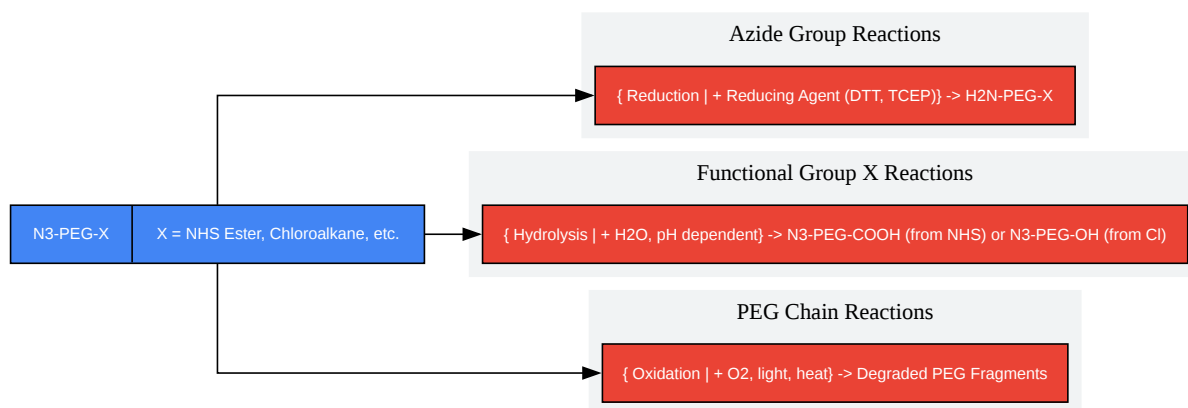 Azide Group Reactions
{ Reduction | + Reducing Agent (DTT, TCEP)} -> H2N-PEG-X
Functional Group X Reactions
N3-PEG-X
X = NHS Ester, Chloroalkane, etc.
{ Hydrolysis | + H2O, pH dependent} -> N3-PEG-COOH (from NHS) or N3-PEG-OH (from Cl)
PEG Chain Reactions
{ Oxidation | + O2, light, heat} -> Degraded PEG Fragments